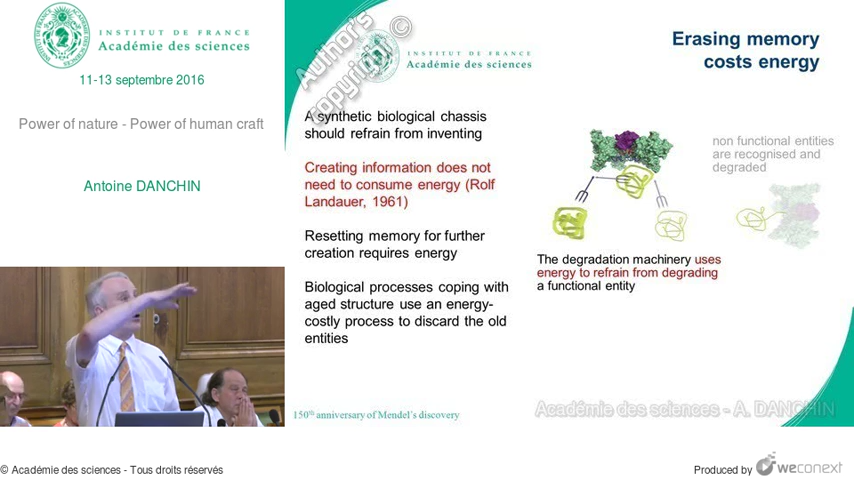 INSTITUT DE FRANCE
Académie des sciences
11-13 septembre 2016
Power of nature - Power of human craft
Antoine DANCHIN
Author's
copyright ©
INSTITUT DE FRANCE
Académie des sciences
Erasing memory
costs energy
A synthetic biological chassis
should refrain from inventing
Creating information does not
need to consume energy (Rolf
Landauer, 1961)
Resetting memory for further
creation requires energy
Biological processes coping with
aged structure use an energy-
costly process to discard the old
entities
non functional entities
are recognised and
degraded
The degradation machinery uses
energy to refrain from degrading
a functional entity
150th anniversary of Mendel's discovery
Académie des sciences - A. DANCHIN
© Académie des sciences - Tous droits réservés
Produced by weconext